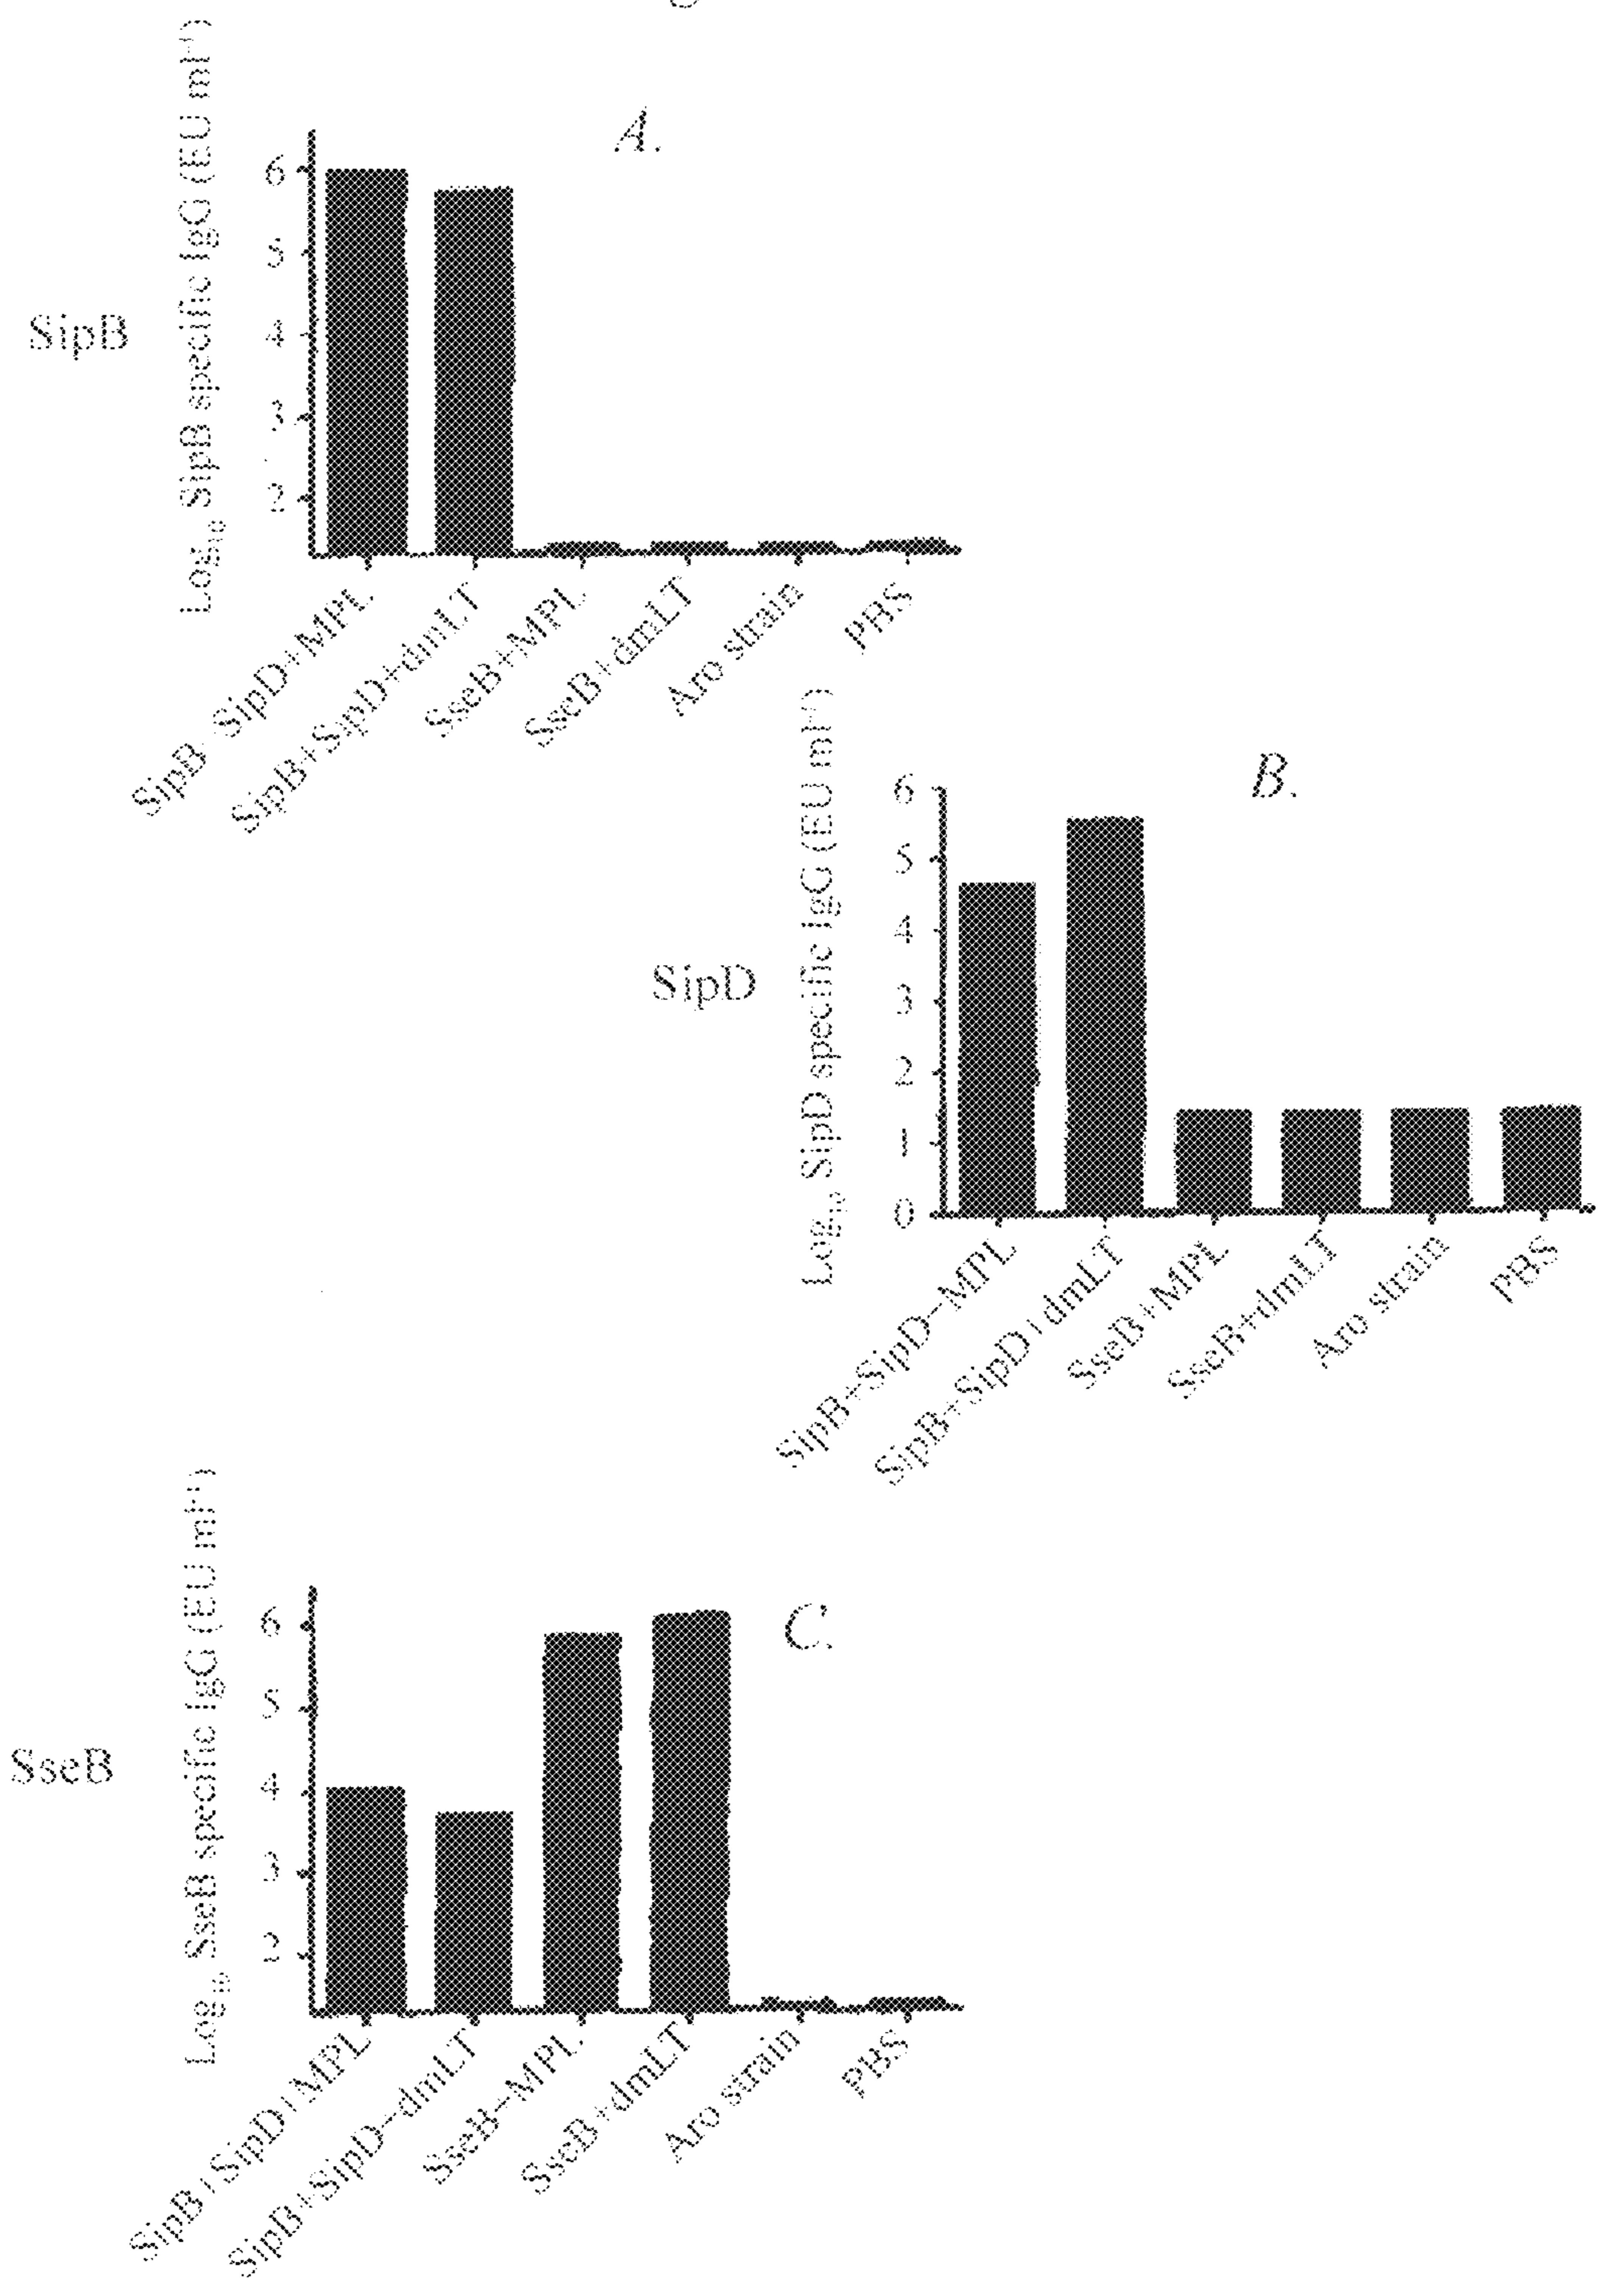 A.
SipB
Log₁₀ SipB specific IgG (EU ml⁻¹)
6
5
4
3
2
SipB SipD+MPL
SipB+SipD+dmLT
SseB+MPL
SseB+dmLT
Aro strain
PBS
B.
SipD
Log₁₀ SipD specific IgG (EU ml⁻¹)
6
5
4
3
2
1
0
SipB+SipD-MPL
SipB+SipD+dmLT
SseB+MPL
SseB+dmLT
Aro strain
PBS
C.
SseB
Log₁₀ SseB specific IgG (EU ml⁻¹)
6
5
4
3
2
SipB+SipD+MPL
SipB+SipD-dmLT
SseB-MPL
SseB+dmLT
Aro strain
PBS